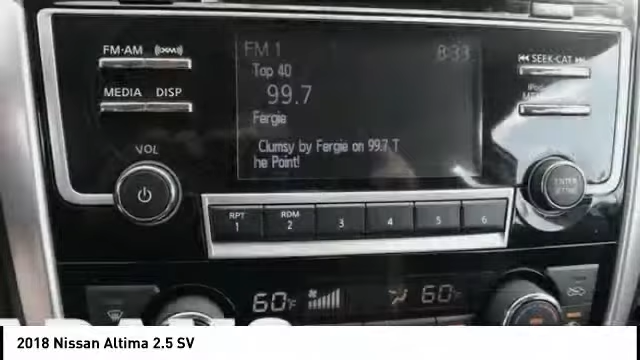 FM·AM (XM)
FM 1 8:33
SEEK·CAT
Top 40
MEDIA DISP
99.7
Fergie
VOL
Clumsy by Fergie on 99.7 T
he Point!
ENTER
RPT RDM
1 2 3 4 5 6
60°F 60°F
2018 Nissan Altima 2.5 SV